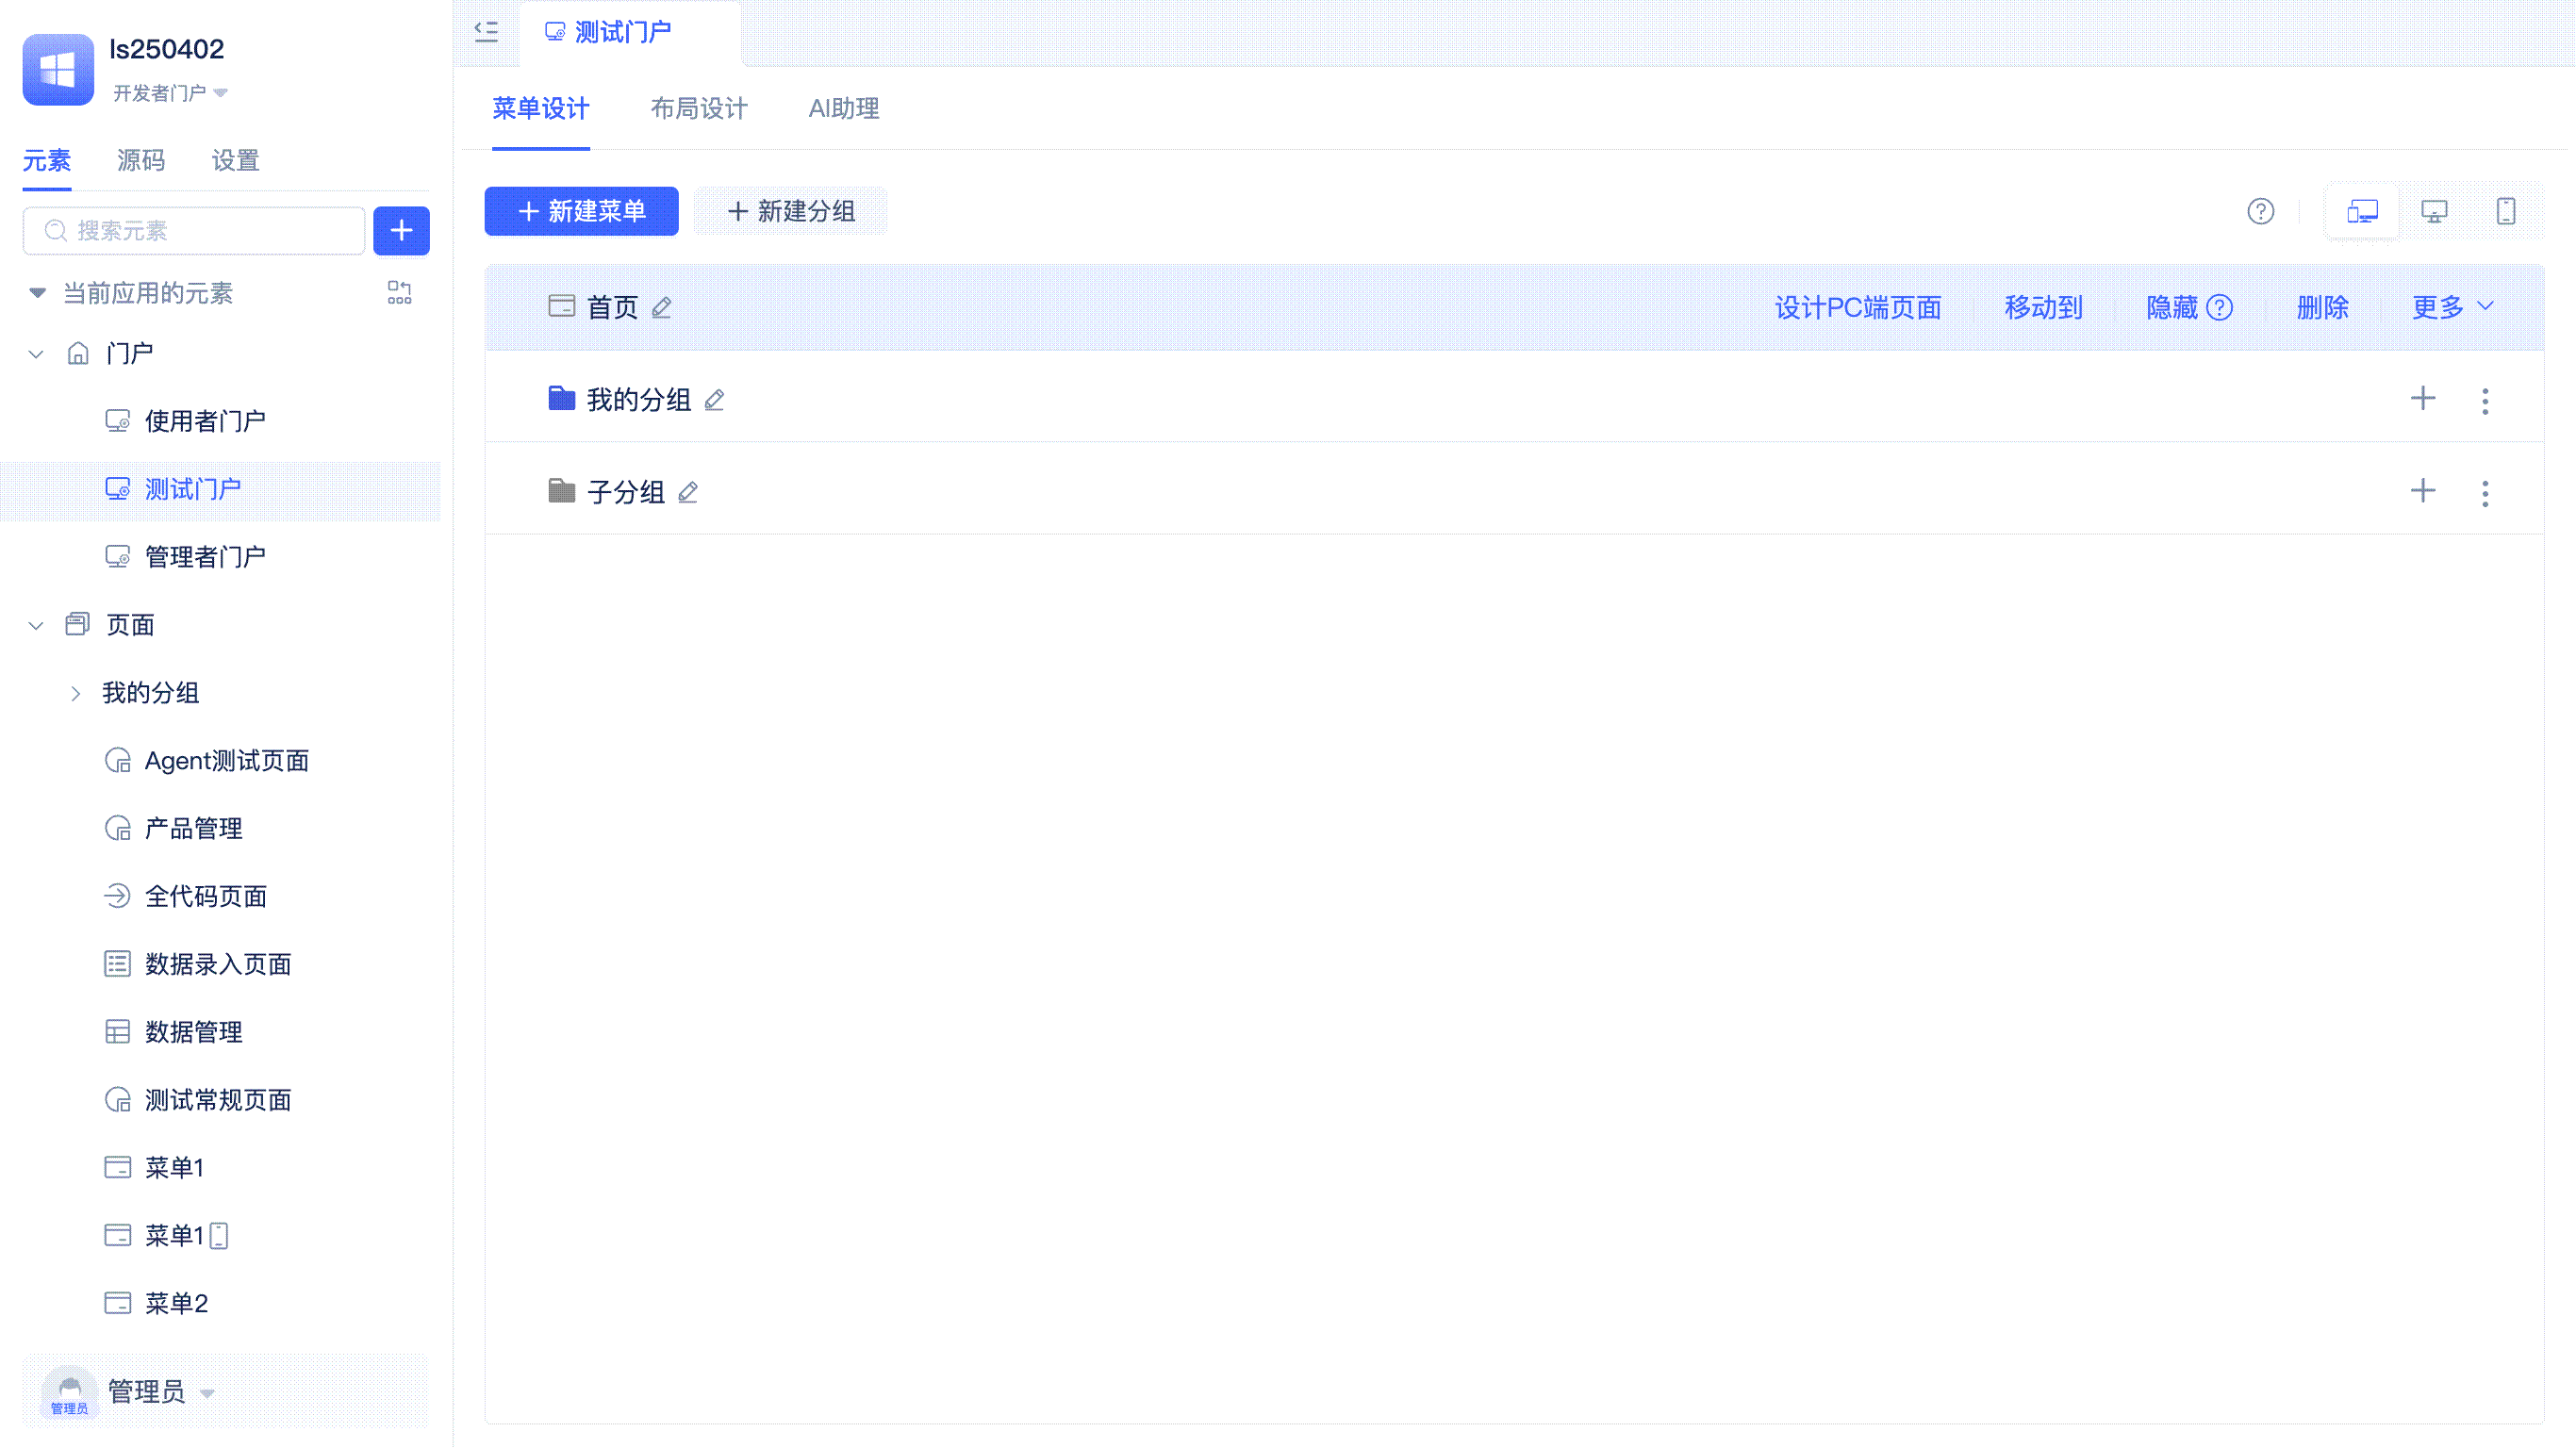 ls250402
开发者门户
元素 源码 设置
搜索元素
当前应用的元素
门户
使用者门户
测试门户
管理者门户
页面
我的分组
Agent测试页面
产品管理
全代码页面
数据录入页面
数据管理
测试常规页面
菜单1
菜单1
菜单2
管理员
管理员
测试门户
菜单设计 布局设计 AI助理
新建菜单 新建分组
首页 设计PC端页面 移动到 隐藏 删除 更多
我的分组
子分组